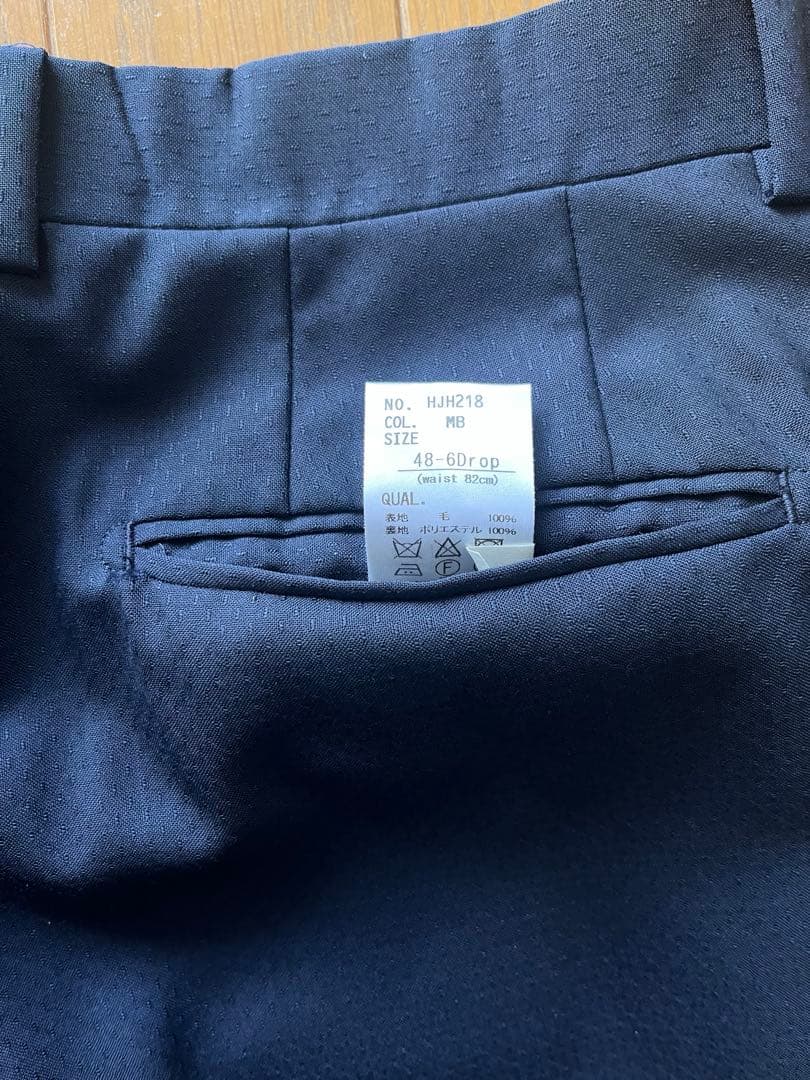 NO. HJH218
COL. MB
SIZE
48-6Drop
(waist 82cm)
QUAL.
表地 毛 100%
裏地 ポリエステル 100%
F